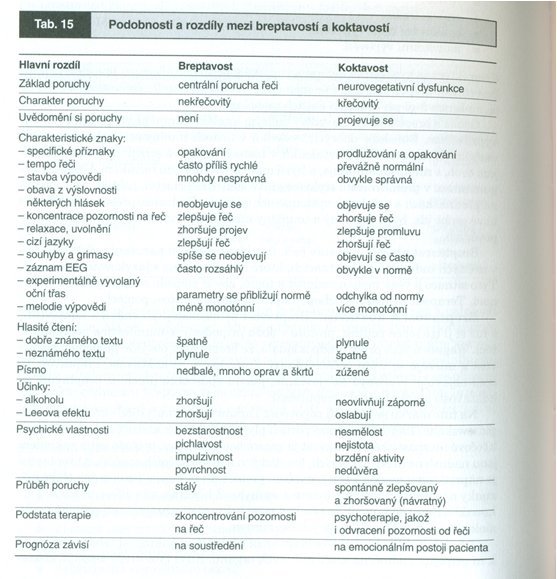 Tab. 15 Podobnosti a rozdíly mezi breptavostí a koktavostí
Hlavní rozdíl Breptavost Koktavost
Základ poruchy centrální porucha řeči neurovegetativní dysfunkce
Charakter poruchy nekřečovitý křečovitý
Uvědomění si poruchy není projevuje se
Charakteristické znaky:
– specifické příznaky opakování prodlužování a opakování
– tempo řeči často příliš rychlé převážně normální
– stavba výpovědi mnohdy nesprávná obvykle správná
– obava z výslovnosti
některých hlásek neobjevuje se objevuje se
– koncentrace pozornosti na řeč zlepšuje řeč zhoršuje řeč
– relaxace, uvolnění zhoršuje projev zlepšuje promluvu
– cizí jazyky zlepšují řeč zhoršují řeč
– souhyby a grimasy spíše se neobjevují objevují se často
– záznam EEG často rozsáhlý obvykle v normě
– experimentálně vyvolaný
oční třas parametry se přibližují normě odchylka od normy
– melodie výpovědi méně monotónní více monotónní
Hlasité čtení:
– dobře známého textu špatně plynule
– neznámého textu plynule špatně
Písmo nedbalé, mnoho oprav a škrtů zúžené
Účinky:
– alkoholu zhoršují neovlivňují záporně
– Leeova efektu zhoršují oslabují
Psychické vlastnosti bezstarostnost nesmělost
pichlavost nejistota
impulzivnost brzdění aktivity
povrchnost nedůvěra
Průběh poruchy stálý spontánně zlepšovaný
a zhoršovaný (návratný)
Podstata terapie zkoncentrování pozornosti psychoterapie, jakož
na řeč i odvracení pozornosti od řeči
Prognóza závisí na soustředění na emocionálním postoji pacienta